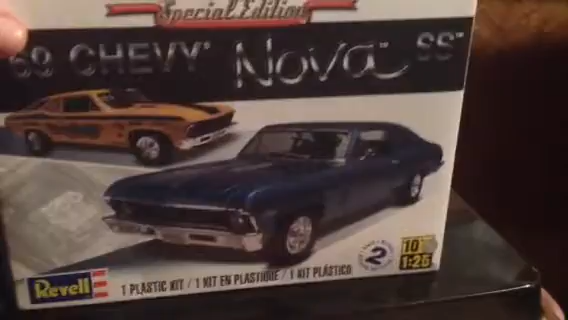 Special Edition
69 CHEVY Nova SS
Revell
1 PLASTIC KIT / 1 KIT EN PLASTIQUE / 1 KIT PLÁSTICO
2
10
1:25